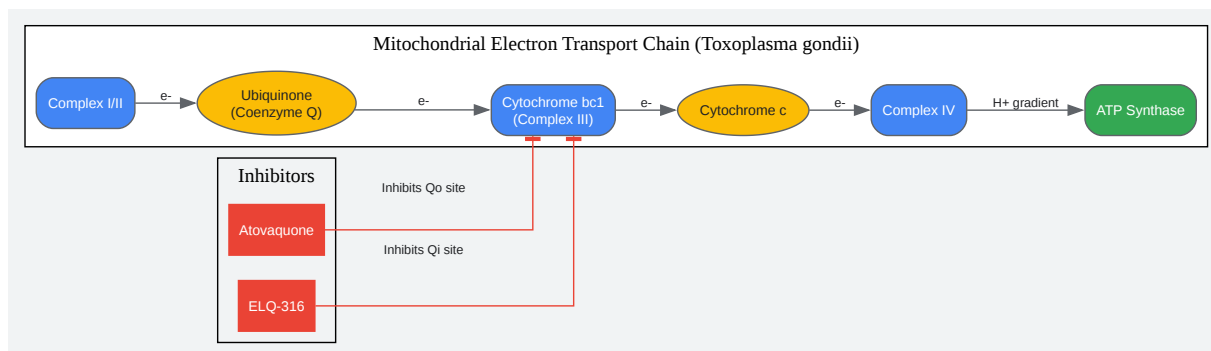 Mitochondrial Electron Transport Chain (Toxoplasma gondii)
Complex I/II
e-
Ubiquinone
(Coenzyme Q)
e-
Cytochrome bc1
(Complex III)
e-
Cytochrome c
e-
Complex IV
H+ gradient
ATP Synthase
Inhibitors
Inhibits Qo site
Atovaquone
Inhibits Qi site
ELQ-316